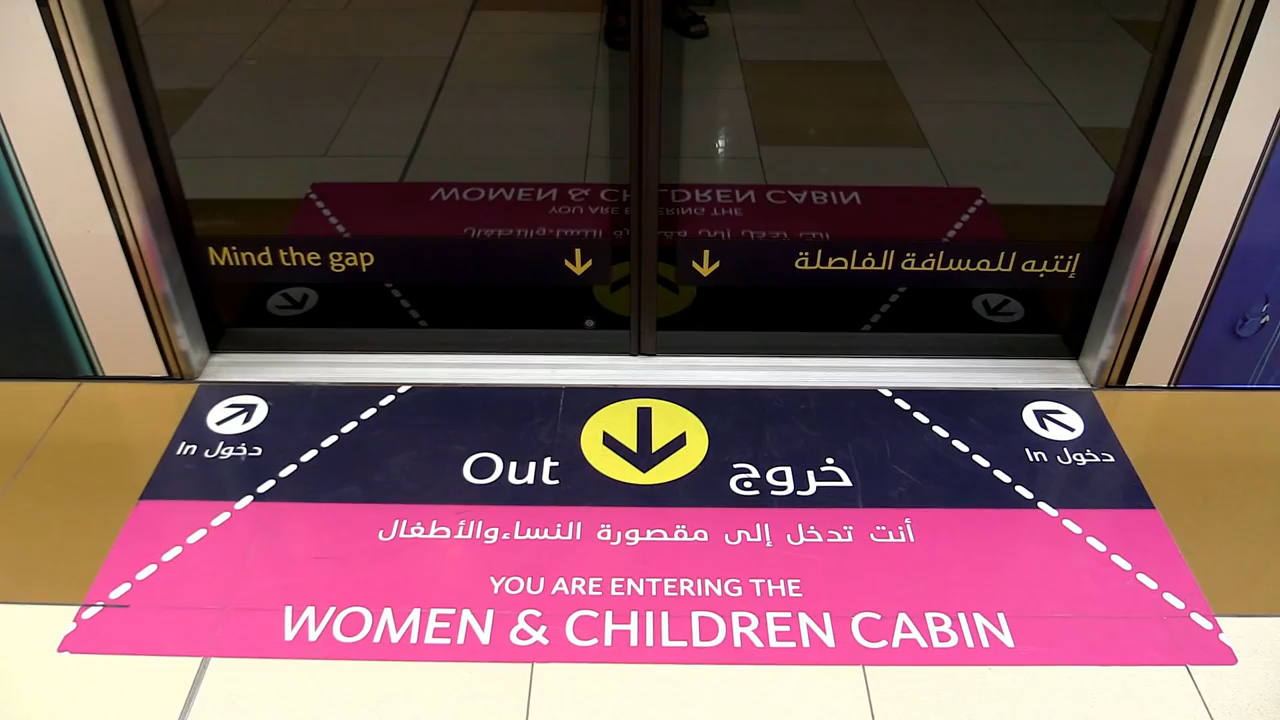 Mind the gap
إنتبه للمسافة الفاصلة
In دخول
Out خروج
In دخول
أنت تدخل إلى مقصورة النساءوالأطفال
YOU ARE ENTERING THE
WOMEN & CHILDREN CABIN